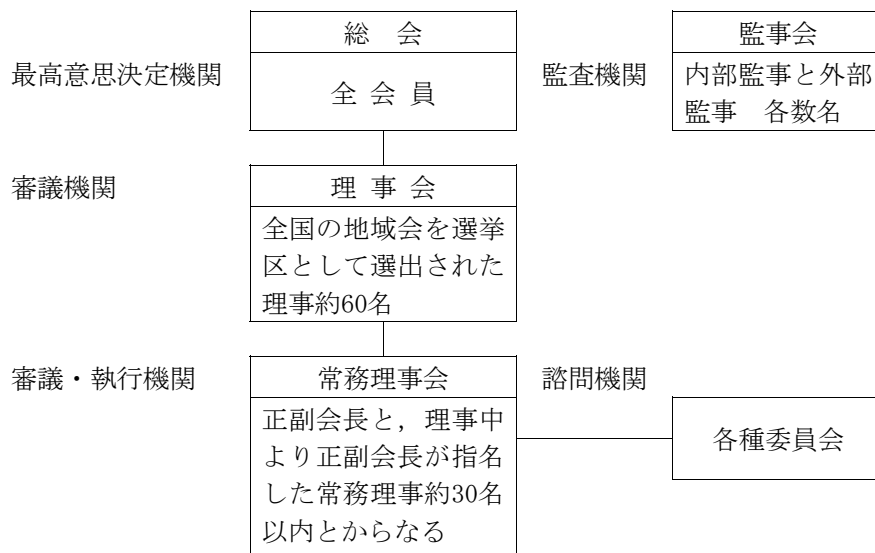 最高意思決定機関
総　会
全 会 員
監査機関
監事会
内部監事と外部
監事　各数名
審議機関
理 事 会
全国の地域会を選挙
区として選出された
理事約60名
審議・執行機関
常務理事会
正副会長と，理事中
より正副会長が指名
した常務理事約30名
以内とからなる
諮問機関
各種委員会